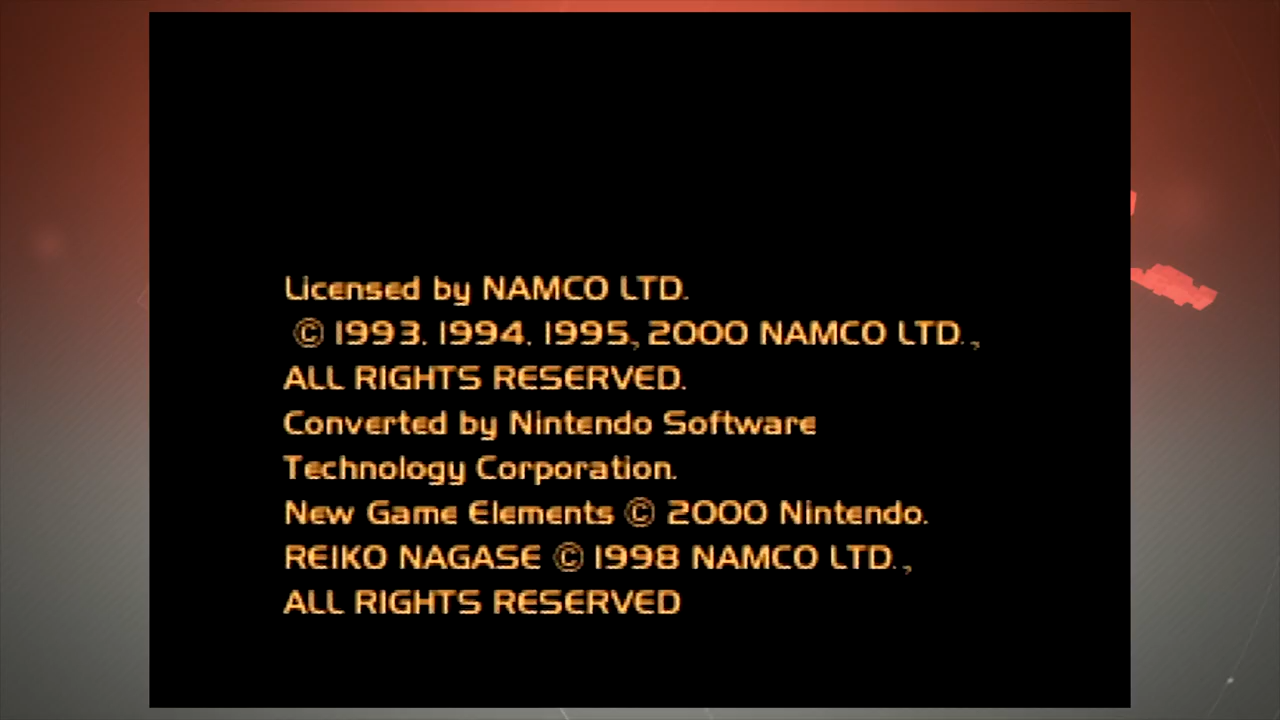 Licensed by NAMCO LTD.
© 1993. 1994. 1995, 2000 NAMCO LTD.,
ALL RIGHTS RESERVED.
Converted by Nintendo Software
Technology Corporation.
New Game Elements © 2000 Nintendo.
REIKO NAGASE © 1998 NAMCO LTD.,
ALL RIGHTS RESERVED